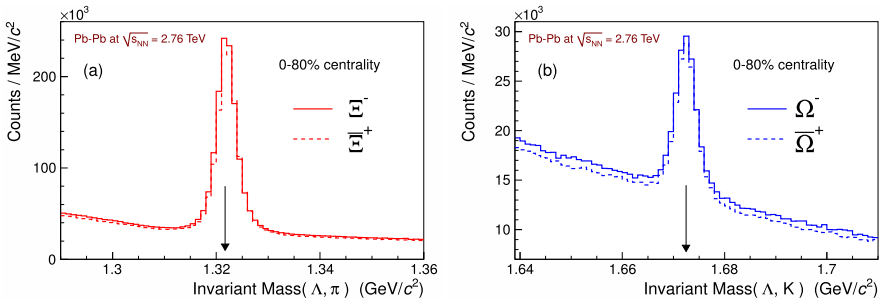 ×10³
Counts / MeV/c²
Pb-Pb at √s_NN = 2.76 TeV
(a)
0-80% centrality
Ξ⁻
Ξ̅⁺
200
100
0
1.3
1.32
1.34
1.36
Invariant Mass( Λ, π ) (GeV/c²)
×10³
Counts / MeV/c²
Pb-Pb at √s_NN = 2.76 TeV
(b)
0-80% centrality
Ω⁻
Ω̅⁺
30
25
20
15
10
1.64
1.66
1.68
1.7
Invariant Mass( Λ, K ) (GeV/c²)